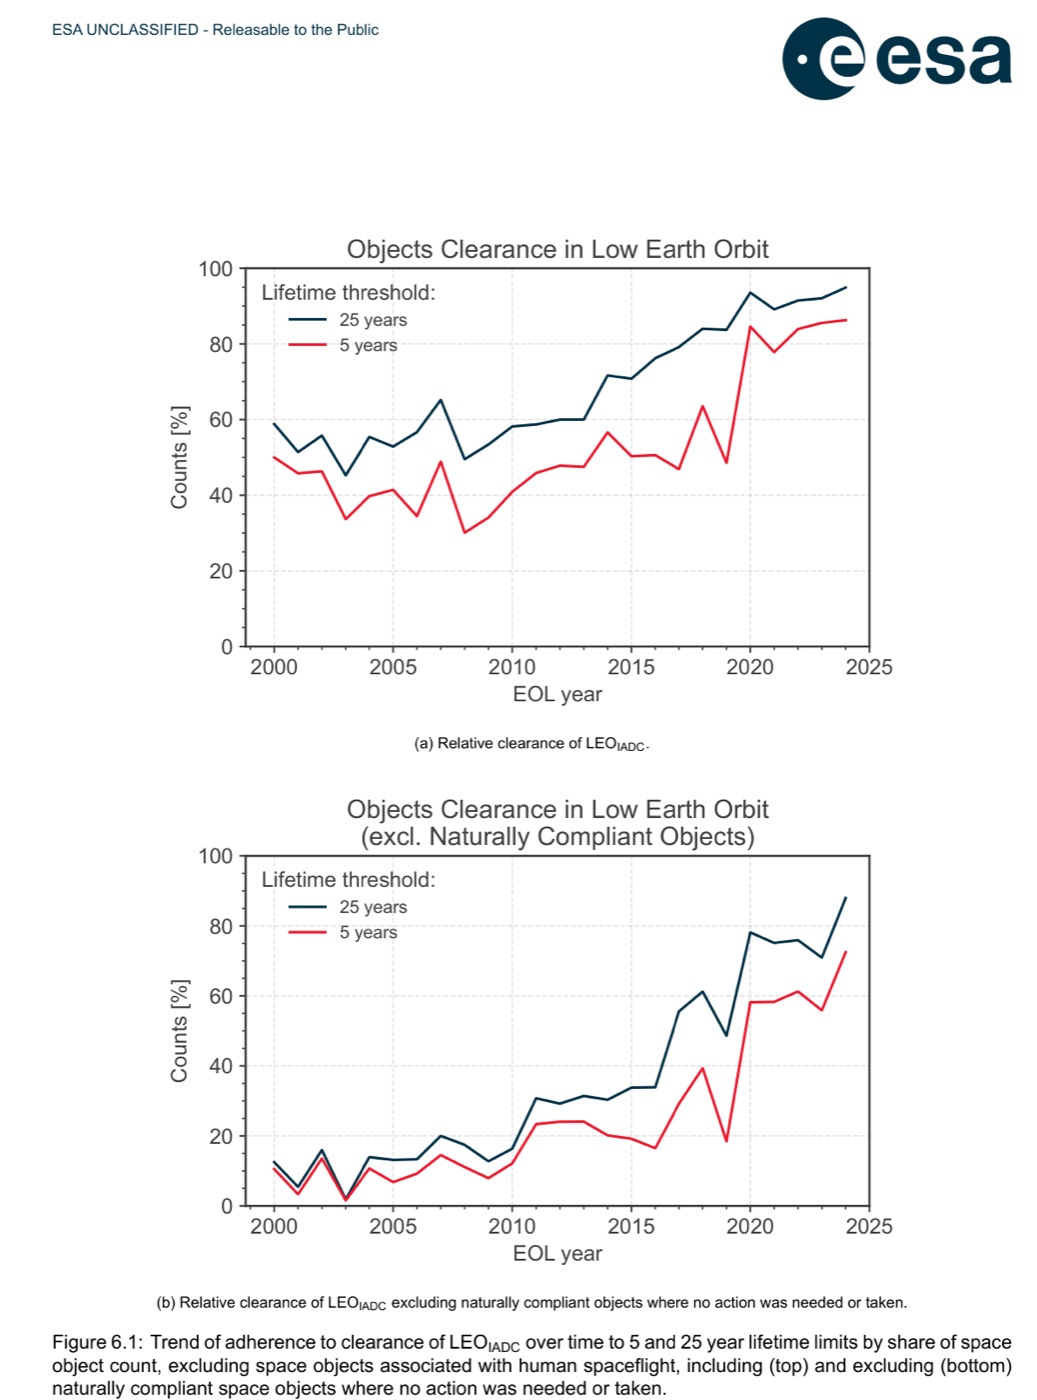 ESA UNCLASSIFIED - Releasable to the Public
esa
Objects Clearance in Low Earth Orbit
Lifetime threshold:
25 years
5 years
100
80
60
40
20
0
Counts [%]
2000 2005 2010 2015 2020 2025
EOL year
(a) Relative clearance of LEOIADC.
Objects Clearance in Low Earth Orbit
(excl. Naturally Compliant Objects)
Lifetime threshold:
25 years
5 years
100
80
60
40
20
0
Counts [%]
2000 2005 2010 2015 2020 2025
EOL year
(b) Relative clearance of LEOIADC excluding naturally compliant objects where no action was needed or taken.
Figure 6.1: Trend of adherence to clearance of LEOIADC over time to 5 and 25 year lifetime limits by share of space
object count, excluding space objects associated with human spaceflight, including (top) and excluding (bottom)
naturally compliant space objects where no action was needed or taken.